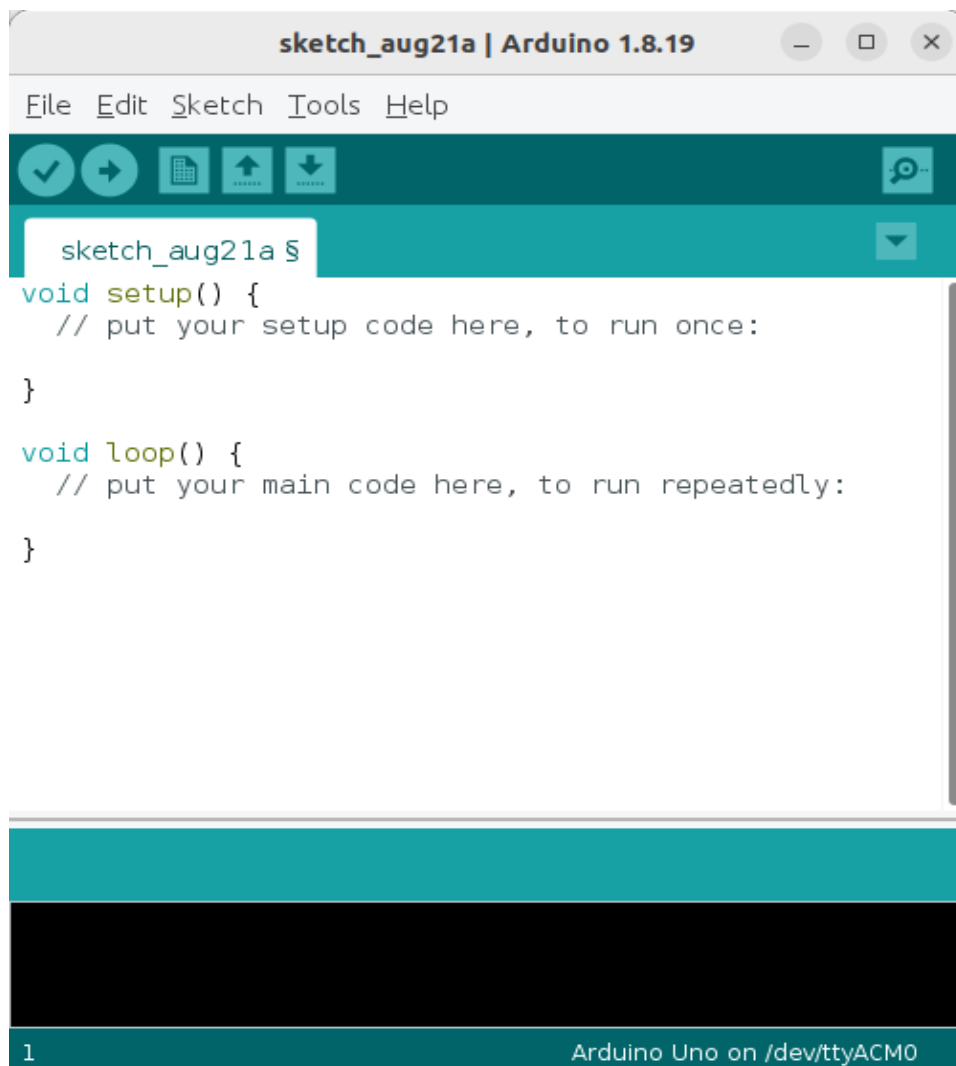 sketch_aug21a | Arduino 1.8.19
File Edit Sketch Tools Help
sketch_aug21a §
void setup() {
  // put your setup code here, to run once:
}
void loop() {
  // put your main code here, to run repeatedly:
}
1 Arduino Uno on /dev/ttyACM0